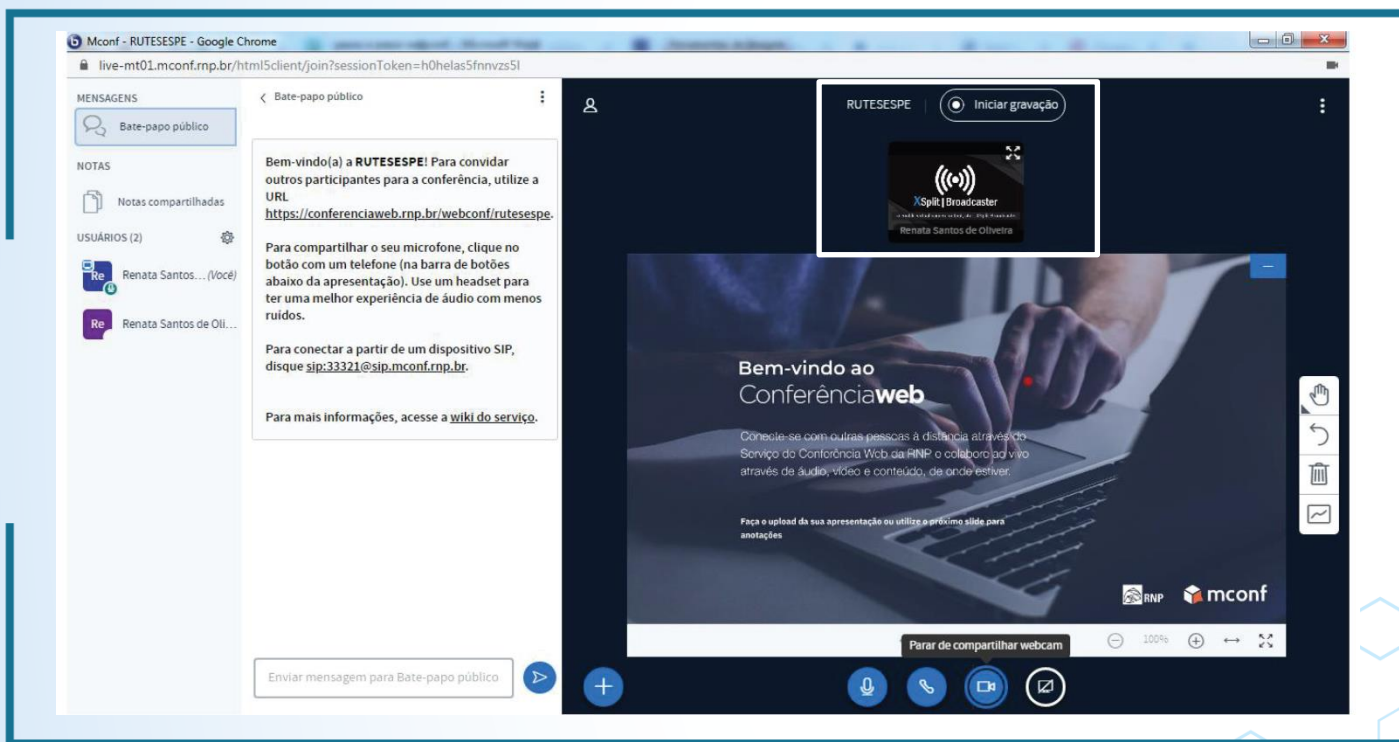 Mconf - RUTESESPE - Google Chrome
live-mt01.mconf.rnp.br/html5client/join?sessionToken=h0helas5fnnvzs5l
MENSAGENS
Bate-papo público
NOTAS
Notas compartilhadas
USUÁRIOS (2)
Re
Renata Santos... (Você)
Re
Renata Santos de Oli...
Bate-papo público
Bem-vindo(a) a RUTESESPE! Para convidar
outros participantes para a conferência, utilize a
URL
https://conferenciaweb.rnp.br/webconf/rutesespe.
Para compartilhar o seu microfone, clique no
botão com um telefone (na barra de botões
abaixo da apresentação). Use um headset para
ter uma melhor experiência de áudio com menos
ruídos.
Para conectar a partir de um dispositivo SIP,
disque sip:33321@sip.mconf.rnp.br.
Para mais informações, acesse a wiki do serviço.
Enviar mensagem para Bate-papo público
RUTESESPE
Iniciar gravação
XSplit | Broadcaster
Renata Santos de Oliveira
Bem-vindo ao
Conferênciaweb
Conecte-se com outras pessoas à distância através do
Serviço de Conferência Web da RNP e colabore ao vivo
através de áudio, vídeo e conteúdo, de onde estiver.
Faça o upload da sua apresentação ou utilize o próximo slide para
anotações
RNP
mconf
Parar de compartilhar webcam
100%